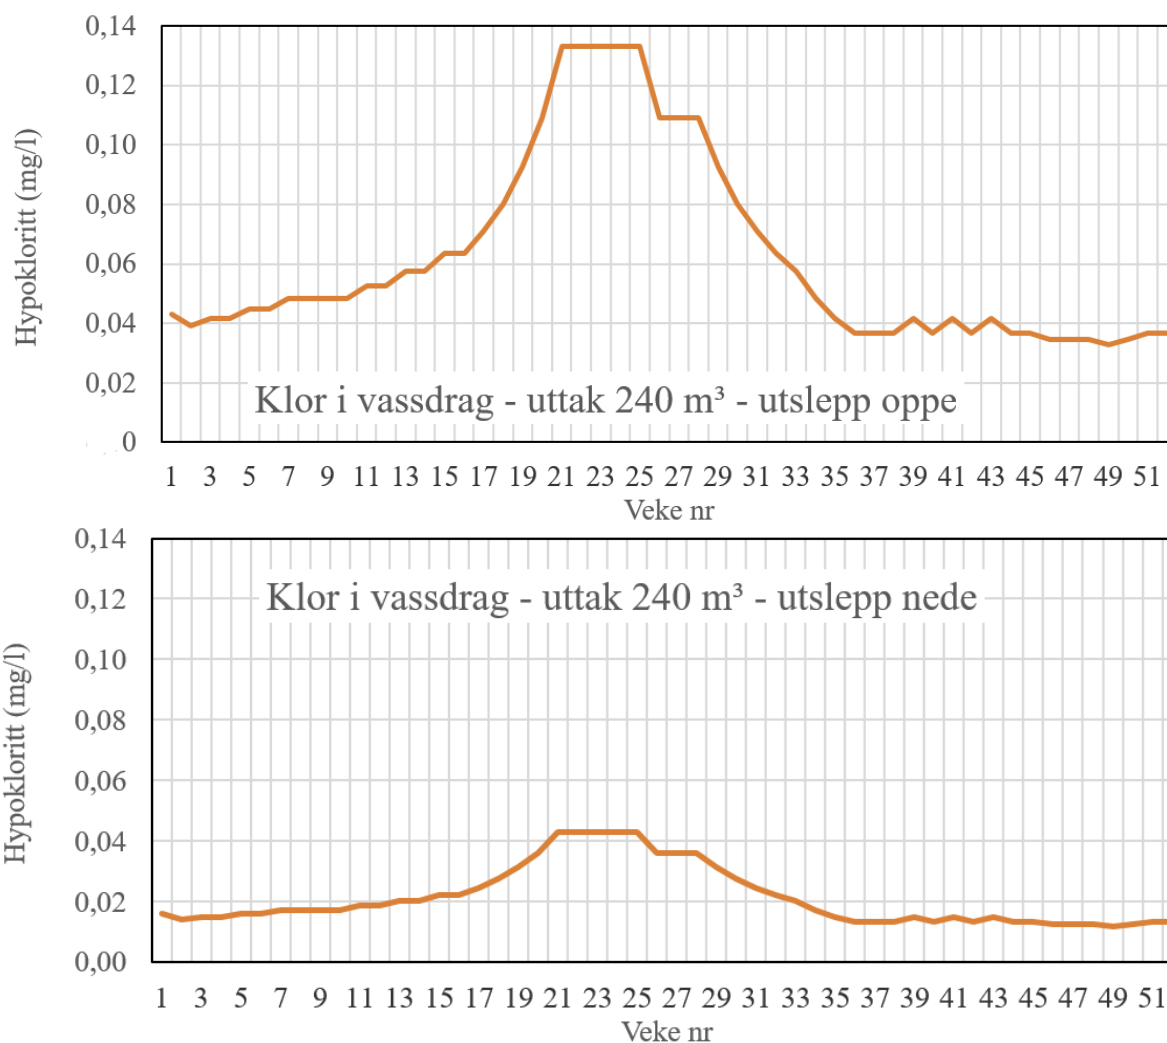 0,14
0,12
0,10
0,08
0,06
0,04
0,02
0
Hypokloritt (mg/l)
Klor i vassdrag - uttak 240 m³ - utslepp oppe
1 3 5 7 9 11 13 15 17 19 21 23 25 27 29 31 33 35 37 39 41 43 45 47 49 51
Veke nr
0,14
0,12
0,10
0,08
0,06
0,04
0,02
0,00
Hypokloritt (mg/l)
Klor i vassdrag - uttak 240 m³ - utslepp nede
1 3 5 7 9 11 13 15 17 19 21 23 25 27 29 31 33 35 37 39 41 43 45 47 49 51
Veke nr